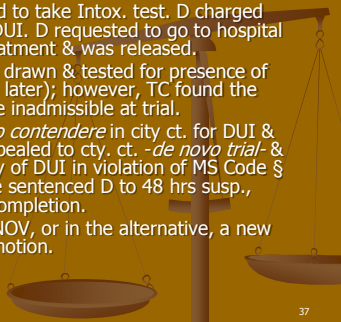 d to take Intox. test. D charged
DUI. D requested to go to hospital
atment & was released.
drawn & tested for presence of
later); however, TC found the
e inadmissible at trial.
o contendere in city ct. for DUI &
pealed to cty. ct. -de novo trial- &
y of DUI in violation of MS Code §
e sentenced D to 48 hrs susp.,
ompletion.
NOV, or in the alternative, a new
motion.
37